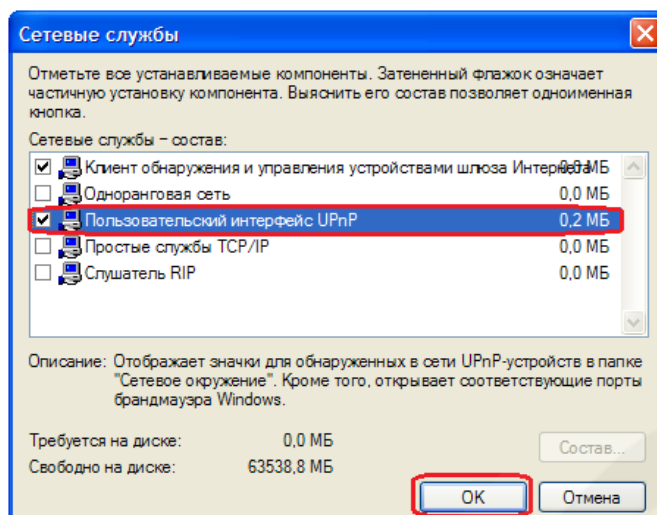 Сетевые службы
Отметьте все устанавливаемые компоненты. Затененный флажок означает
частичную установку компонента. Выяснить его состав позволяет одноименная
кнопка.
Сетевые службы – состав:
Клиент обнаружения и управления устройствами шлюза Интернета 0,0 МБ
Одноранговая сеть 0,0 МБ
Пользовательский интерфейс UPnP 0,2 МБ
Простые службы TCP/IP 0,0 МБ
Слушатель RIP 0,0 МБ
Описание: Отображает значки для обнаруженных в сети UPnP-устройств в папке
"Сетевое окружение". Кроме того, открывает соответствующие порты
брандмауэра Windows.
Требуется на диске: 0,0 МБ
Состав...
Свободно на диске: 63538,8 МБ
ОК Отмена